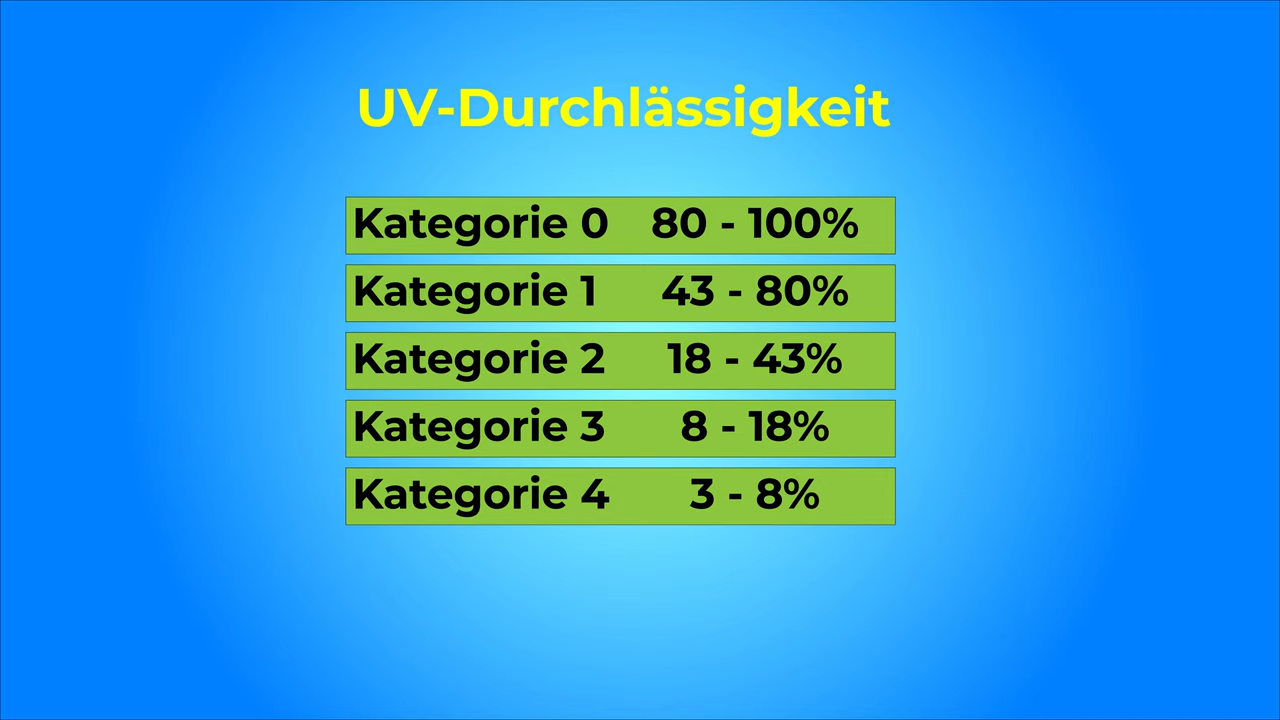 UV-Durchlässigkeit
Kategorie 0 80 - 100%
Kategorie 1 43 - 80%
Kategorie 2 18 - 43%
Kategorie 3 8 - 18%
Kategorie 4 3 - 8%